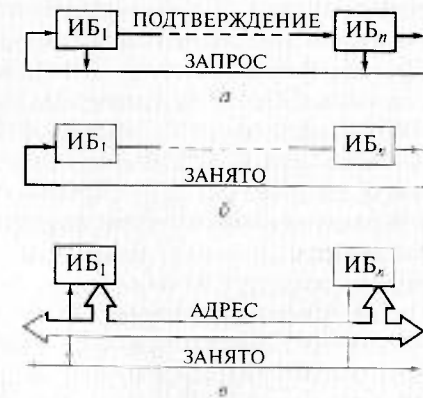 ПОДТВЕРЖДЕНИЕ
ИБ₁ ИБₙ
ЗАПРОС
а
ИБ₁ ИБₙ
ЗАНЯТО
б
ИБ₁ ИБₙ
АДРЕС
ЗАНЯТО
в